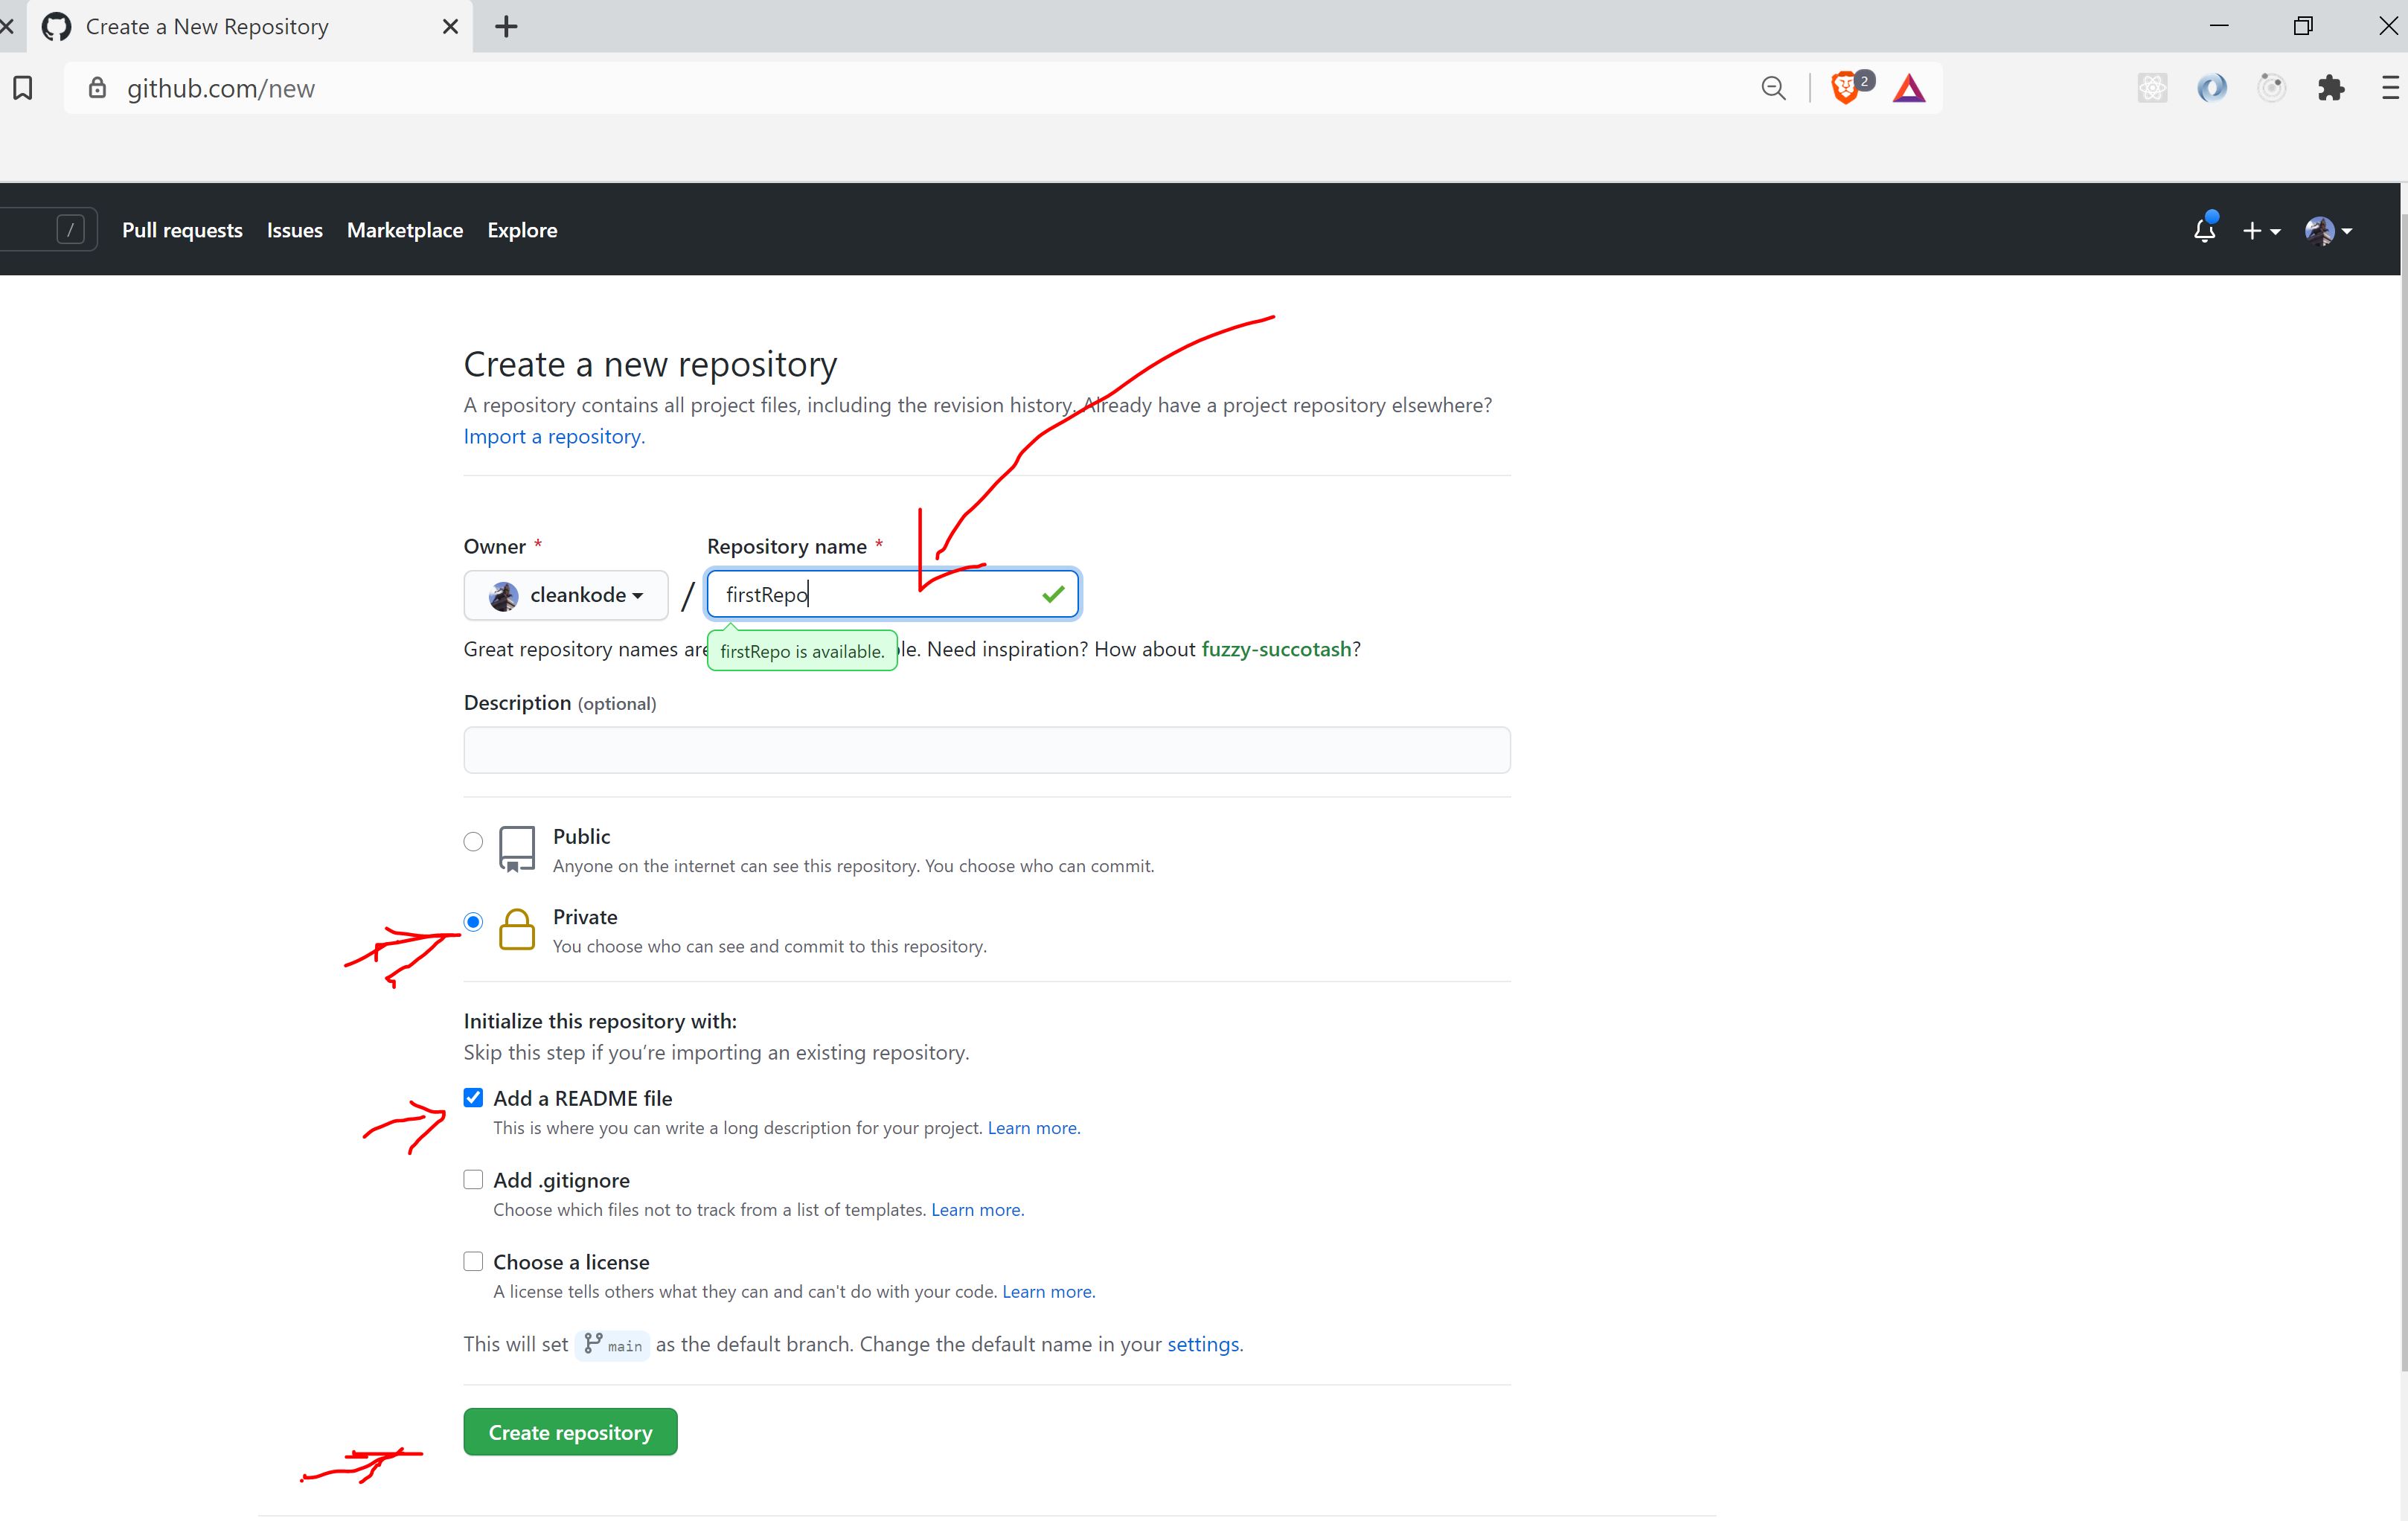 Create a New Repository
github.com/new
2
/
Pull requests Issues Marketplace Explore
Create a new repository
A repository contains all project files, including the revision history. Already have a project repository elsewhere?
Import a repository.
Owner * Repository name *
cleankode / firstRepo
Great repository names are le. Need inspiration? How about fuzzy-succotash?
firstRepo is available.
Description (optional)
Public
Anyone on the internet can see this repository. You choose who can commit.
Private
You choose who can see and commit to this repository.
Initialize this repository with:
Skip this step if you’re importing an existing repository.
Add a README file
This is where you can write a long description for your project. Learn more.
Add .gitignore
Choose which files not to track from a list of templates. Learn more.
Choose a license
A license tells others what they can and can't do with your code. Learn more.
This will set main as the default branch. Change the default name in your settings.
Create repository